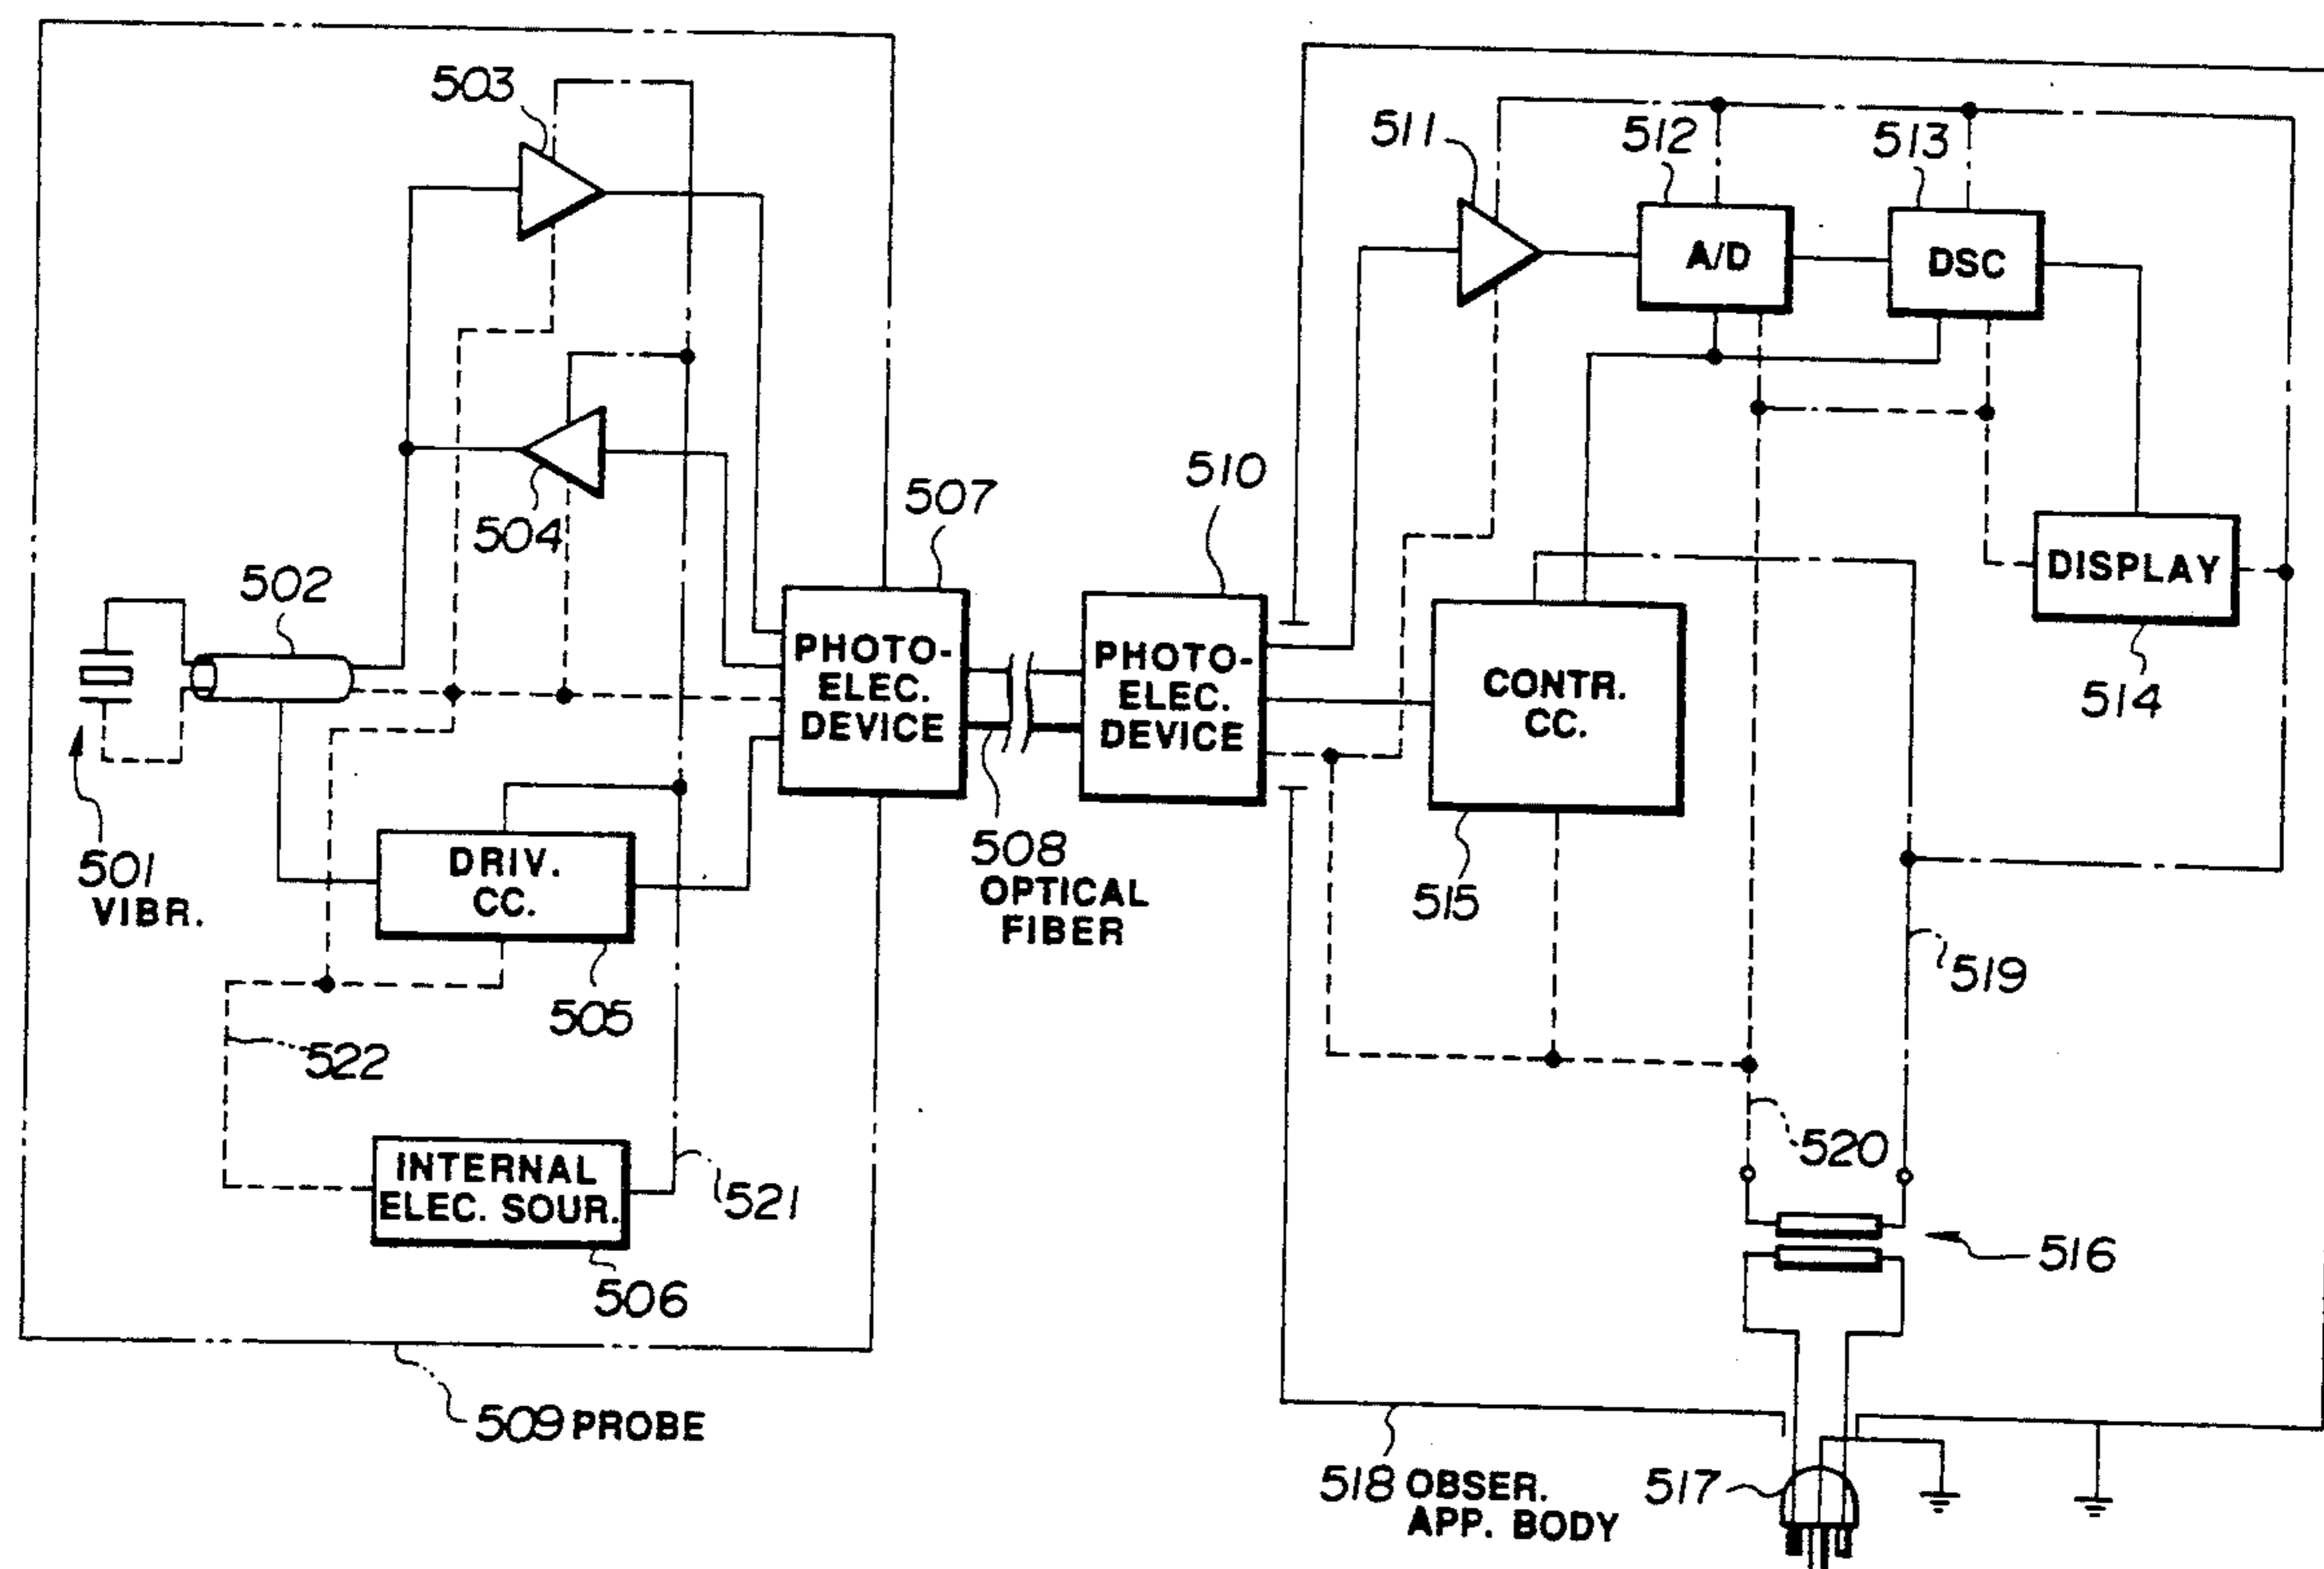 503
511
512
513
A/D
DSC
504
507
510
502
DISPLAY
514
PHOTO-
ELEC.
DEVICE
PHOTO-
ELEC.
DEVICE
CONTR.
CC.
501
VIBR.
DRIV.
CC.
508
OPTICAL
FIBER
515
505
519
522
520
INTERNAL
ELEC. SOUR.
521
506
516
509 PROBE
518 OBSER.
APP. BODY
517